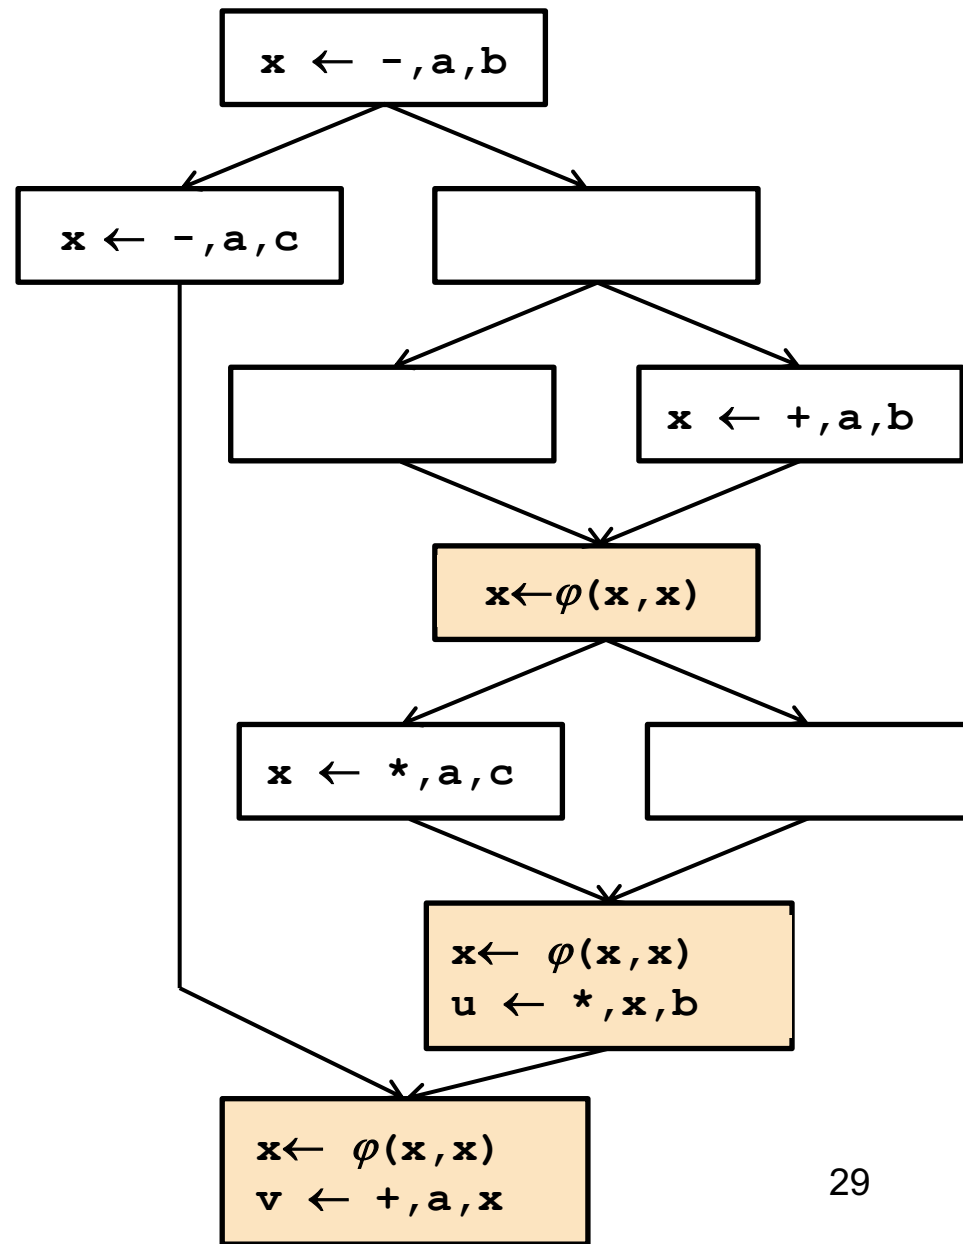 x ← -,a,b
x ← -,a,c
x ← +,a,b
x←φ(x,x)
x ← *,a,c
x← φ(x,x)
u ← *,x,b
x← φ(x,x)
v ← +,a,x
29